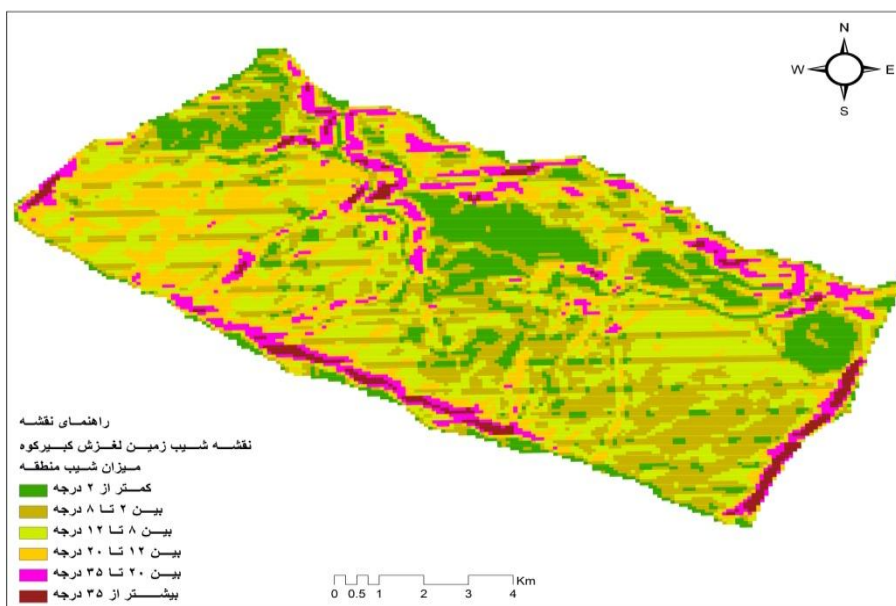 N
W E
S
راهنمای نقشه
نقشه شیب زمین لغزش کبیرکوه
میزان شیب منطقه
کمتر از ۲ درجه
بین ۲ تا ۸ درجه
بین ۸ تا ۱۲ درجه
بین ۱۲ تا ۲۰ درجه
بین ۲۰ تا ۳۵ درجه
بیشتر از ۳۵ درجه
Km
0 0.5 1 2 3 4